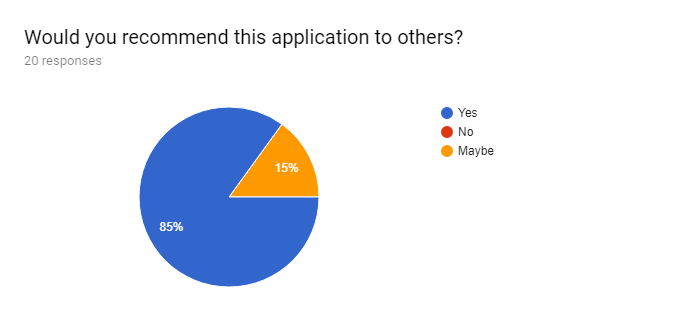 Would you recommend this application to others?
20 responses
Yes
No
Maybe
15%
85%